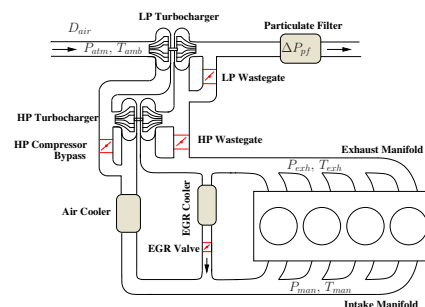 LP Turbocharger
Particulate Filter
D_air
P_atm, T_amb
ΔP_pf
LP Wastegate
HP Turbocharger
HP Wastegate
HP Compressor
Bypass
Exhaust Manifold
P_exh, T_exh
Air Cooler
EGR Cooler
EGR Valve
P_man, T_man
Intake Manifold